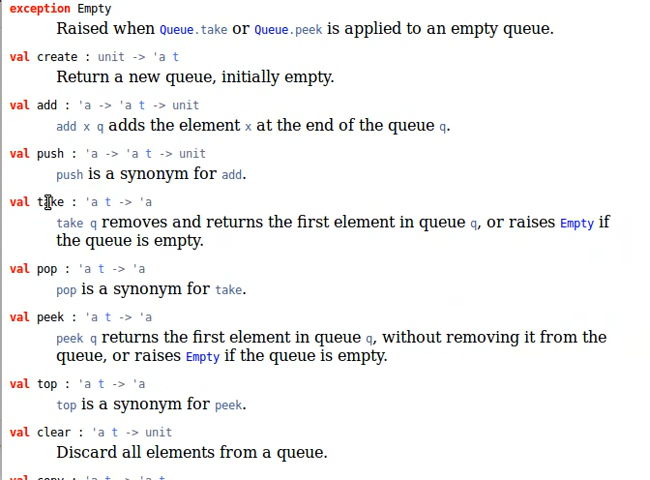 exception Empty
Raised when Queue.take or Queue.peek is applied to an empty queue.
val create : unit -> 'a t
Return a new queue, initially empty.
val add : 'a -> 'a t -> unit
add x q adds the element x at the end of the queue q.
val push : 'a -> 'a t -> unit
push is a synonym for add.
val take : 'a t -> 'a
take q removes and returns the first element in queue q, or raises Empty if
the queue is empty.
val pop : 'a t -> 'a
pop is a synonym for take.
val peek : 'a t -> 'a
peek q returns the first element in queue q, without removing it from the
queue, or raises Empty if the queue is empty.
val top : 'a t -> 'a
top is a synonym for peek.
val clear : 'a t -> unit
Discard all elements from a queue.
val copy : 'a t -> 'a t